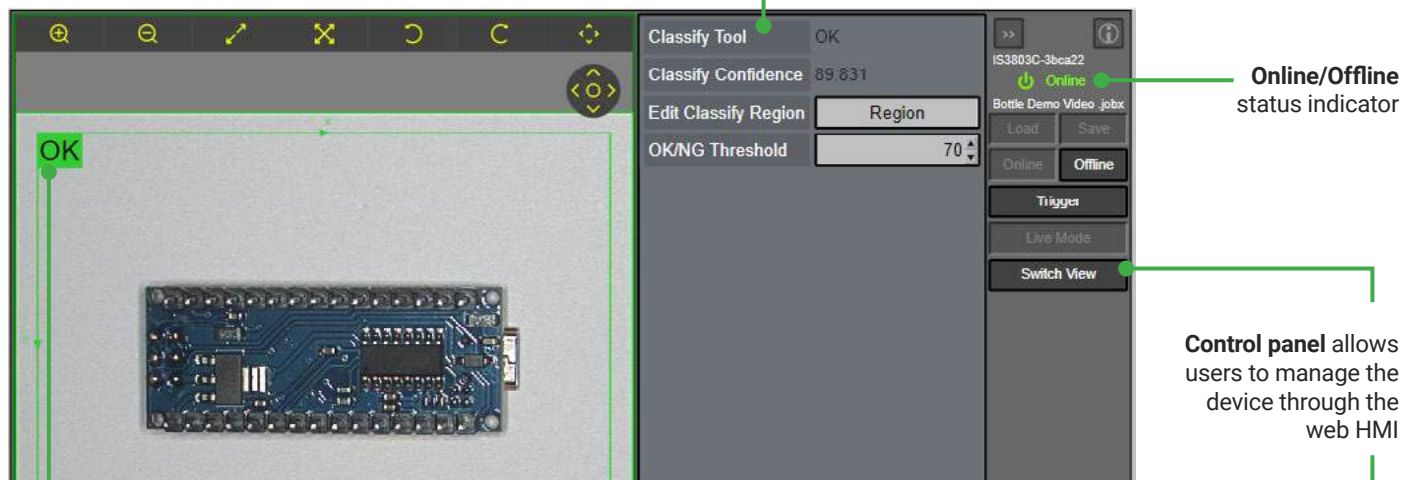 Classify Tool OK
Classify Confidence 89.831
Edit Classify Region Region
OK/NG Threshold 70
OK
>>
IS3803C-3bca22
Online
Bottle Demo Video .jobx
Load Save
Online Offline
Trigger
Live Mode
Switch View
Online/Offline
status indicator
Control panel allows
users to manage the
device through the
web HMI